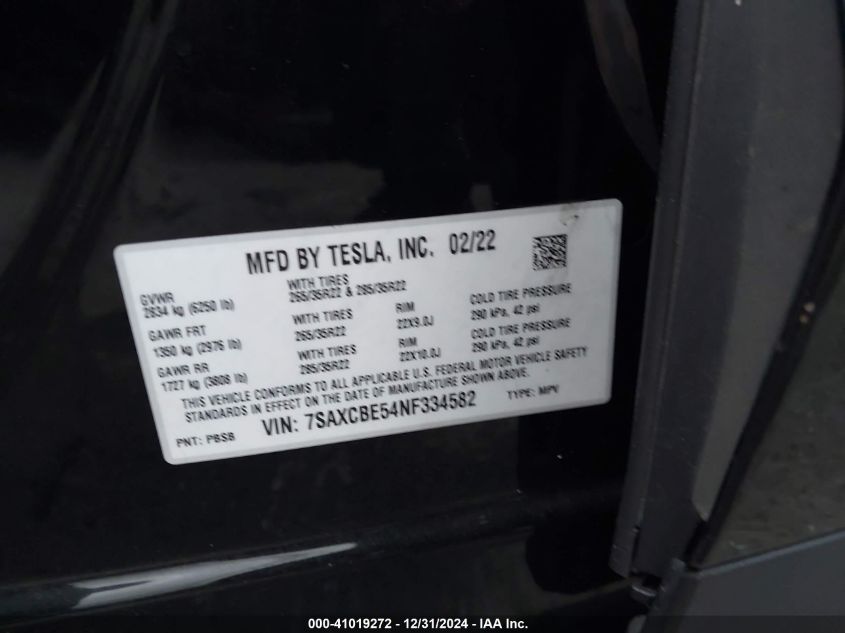 MFD BY TESLA, INC. 02/22
GVWR
2834 kg (6250 lb)
WITH TIRES
265/35R22 & 285/35R22
GAWR FRT
1350 kg (2976 lb)
WITH TIRES
265/35R22
RIM
22X9.0J
COLD TIRE PRESSURE
290 kPa, 42 psi
GAWR RR
1727 kg (3808 lb)
WITH TIRES
285/35R22
RIM
22X10.0J
COLD TIRE PRESSURE
290 kPa, 42 psi
THIS VEHICLE CONFORMS TO ALL APPLICABLE U.S. FEDERAL MOTOR VEHICLE SAFETY
STANDARDS IN EFFECT ON THE DATE OF MANUFACTURE SHOWN ABOVE.
PNT: PBSB VIN: 7SAXCBE54NF334582 TYPE: MPV
000-41019272 - 12/31/2024 - IAA Inc.